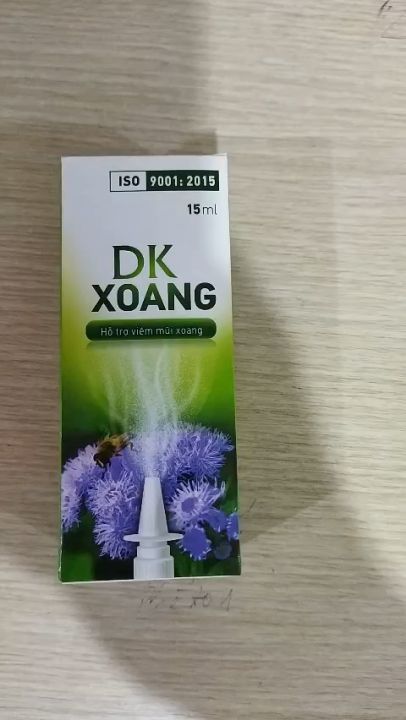 ISO 9001: 2015
15ml
DK
XOANG
Hỗ trợ viêm mũi xoang